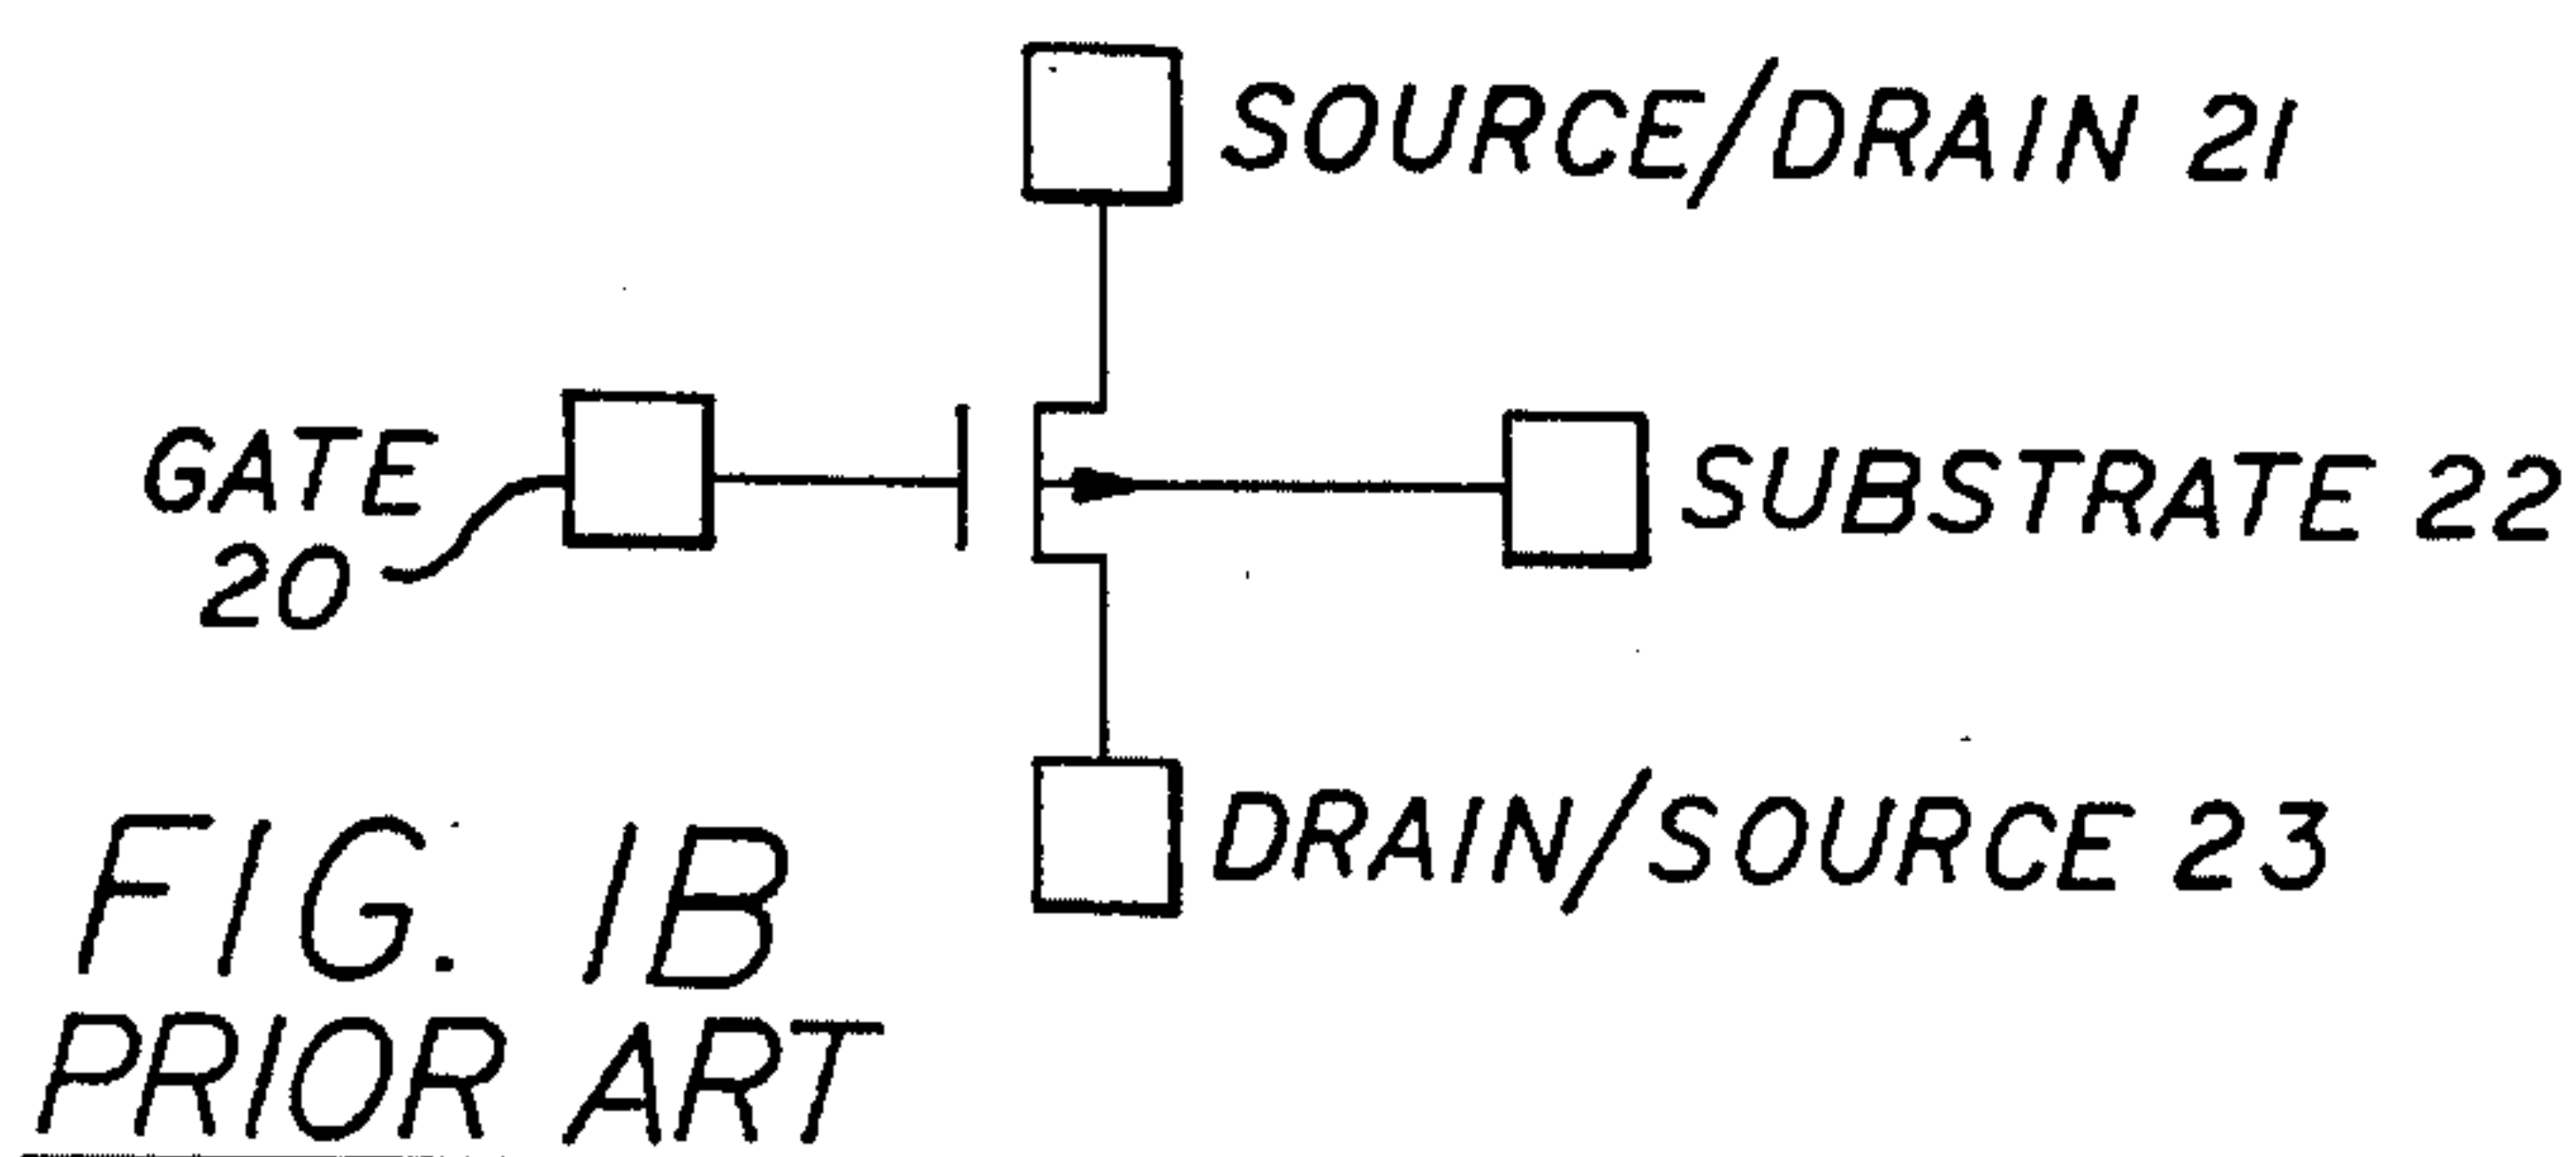 SOURCE/DRAIN 21
GATE
20
SUBSTRATE 22
DRAIN/SOURCE 23
FIG. 1B
PRIOR ART